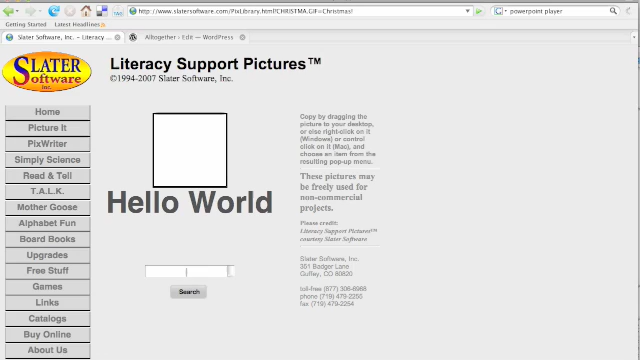 http://www.slatersoftware.com/PixLibrary.html?CHRISTMA.GIF=Christmas!
powerpoint player
Getting Started
Latest Headlines
Slater Software, Inc. – Literacy ...
Alltogether › Edit — WordPress
SLATER
Software
Inc.
Literacy Support Pictures™
©1994-2007 Slater Software, Inc.
Home
Picture It
PixWriter
Simply Science
Read & Tell
T.A.L.K.
Mother Goose
Alphabet Fun
Board Books
Upgrades
Free Stuff
Games
Links
Catalogs
Buy Online
About Us
Hello World
Search
Copy by dragging the
picture to your desktop,
or else right-click on it
(Windows) or control
click on it (Mac), and
choose an item from the
resulting pop-up menu.
These pictures may
be freely used for
non-commercial
projects.
Please credit:
Literacy Support Pictures™
courtesy Slater Software
Slater Software, Inc.
351 Badger Lane
Guffey, CO 80820
toll-free (877) 306-6968
phone (719) 479-2255
fax (719) 479-2254